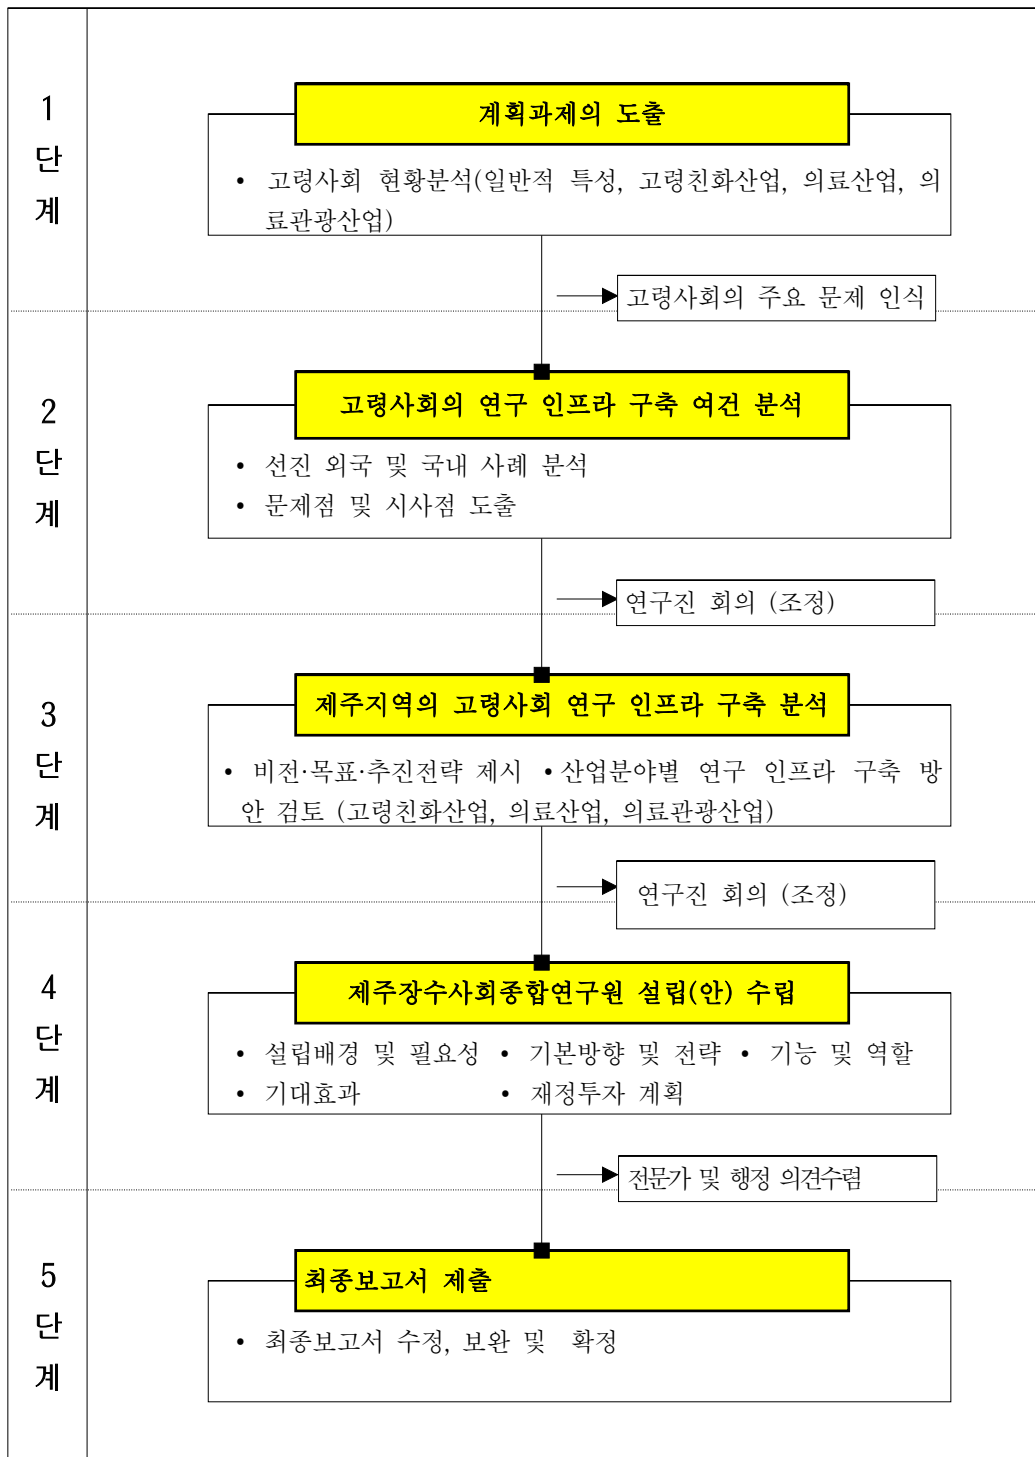 1
단
계
계획과제의 도출
• 고령사회 현황분석(일반적 특성, 고령친화산업, 의료산업, 의
료관광산업)
고령사회의 주요 문제 인식
2
단
계
고령사회의 연구 인프라 구축 여건 분석
• 선진 외국 및 국내 사례 분석
• 문제점 및 시사점 도출
연구진 회의 (조정)
3
단
계
제주지역의 고령사회 연구 인프라 구축 분석
• 비전·목표·추진전략 제시 • 산업분야별 연구 인프라 구축 방
안 검토 (고령친화산업, 의료산업, 의료관광산업)
연구진 회의 (조정)
4
단
계
제주장수사회종합연구원 설립(안) 수립
• 설립배경 및 필요성 • 기본방향 및 전략 • 기능 및 역할
• 기대효과 • 재정투자 계획
전문가 및 행정 의견수렴
5
단
계
최종보고서 제출
• 최종보고서 수정, 보완 및 확정